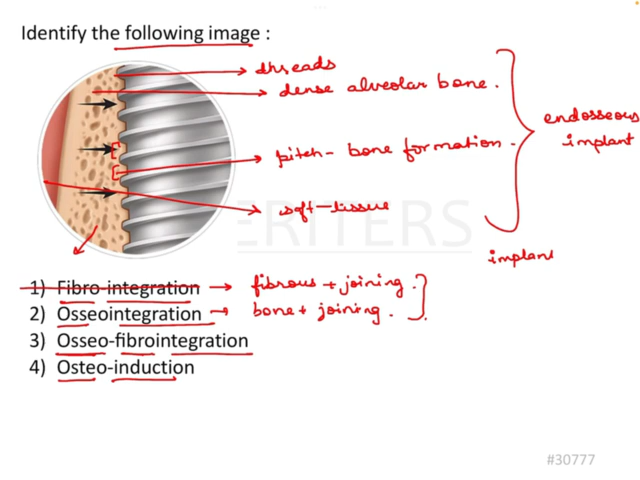 Identify the following image :
threads
dense alveolar bone.
pitch- bone formation.
endosseous
implant
soft-tissue
ERITERS
implant
1) Fibro-integration → fibrous + joining.
2) Osseointegration → bone + joining.
3) Osseo-fibrointegration
4) Osteo-induction
#30777